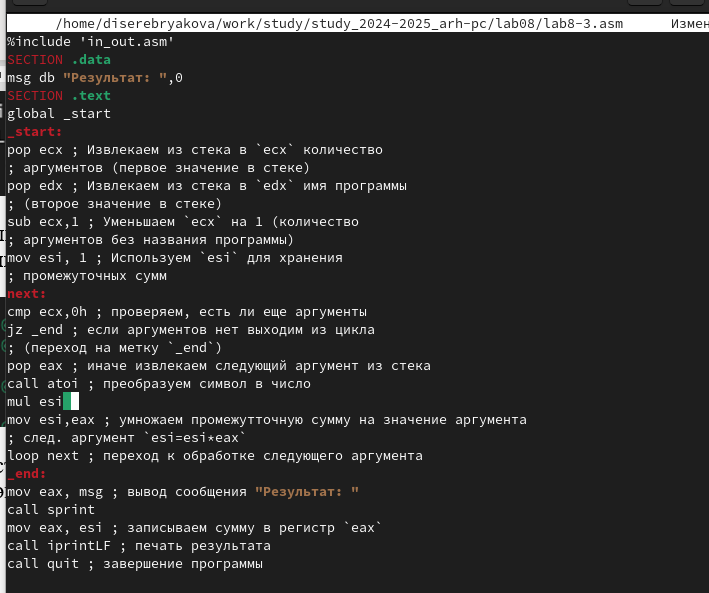 /home/diserebryakova/work/study/study_2024-2025_arh-pc/lab08/lab8-3.asm Измен
%include 'in_out.asm'
SECTION .data
msg db "Результат: ",0
SECTION .text
global _start
_start:
pop ecx ; Извлекаем из стека в `ecx` количество
; аргументов (первое значение в стеке)
pop edx ; Извлекаем из стека в `edx` имя программы
; (второе значение в стеке)
sub ecx,1 ; Уменьшаем `ecx` на 1 (количество
; аргументов без названия программы)
mov esi, 1 ; Используем `esi` для хранения
; промежуточных сумм
next:
cmp ecx,0h ; проверяем, есть ли еще аргументы
jz _end ; если аргументов нет выходим из цикла
; (переход на метку `_end`)
pop eax ; иначе извлекаем следующий аргумент из стека
call atoi ; преобразуем символ в число
mul esi
mov esi,eax ; умножаем промежутточную сумму на значение аргумента
; след. аргумент `esi=esi*eax`
loop next ; переход к обработке следующего аргумента
_end:
mov eax, msg ; вывод сообщения "Результат: "
call sprint
mov eax, esi ; записываем сумму в регистр `eax`
call iprintLF ; печать результата
call quit ; завершение программы